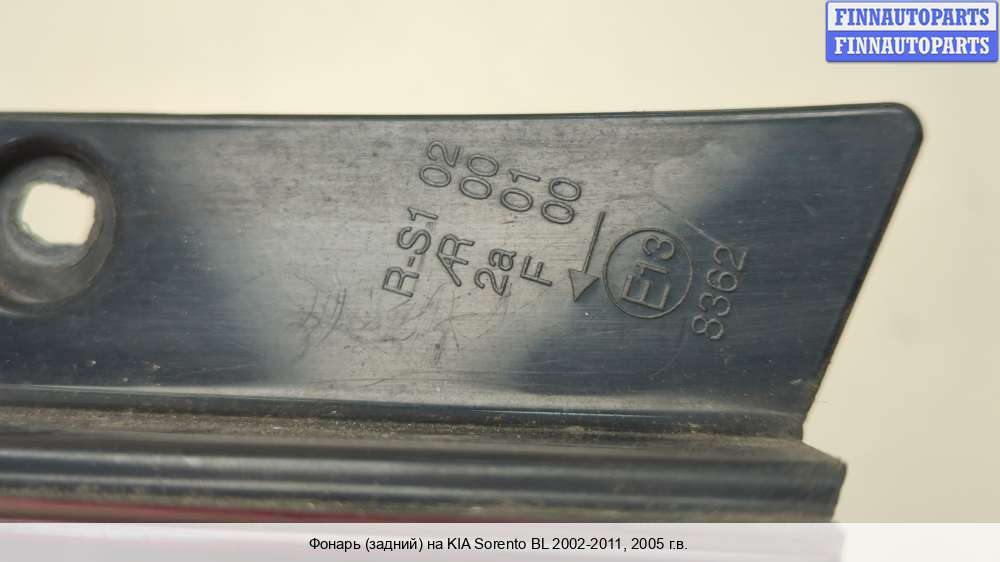 FINNAUTOPARTS
FINNAUTOPARTS
R-S1 02
AR 00
2a 01
F 00
E13
8362
Фонарь (задний) на KIA Sorento BL 2002-2011, 2005 г.в.